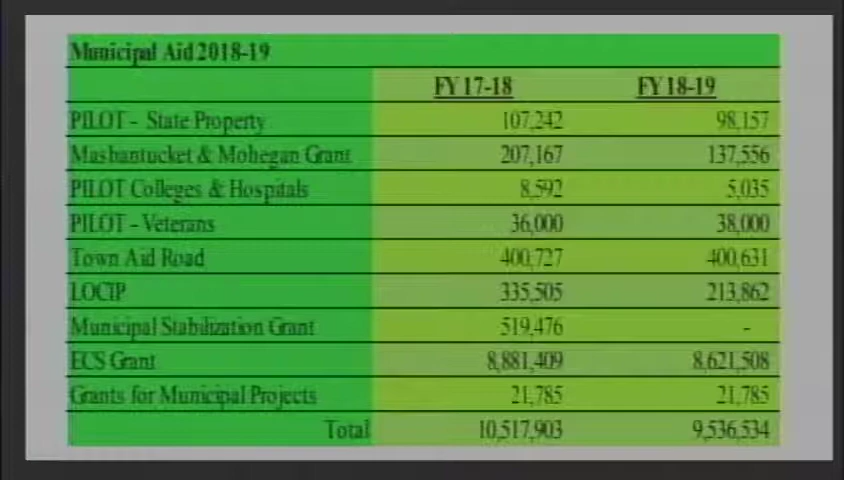 Municipal Aid 2018-19
FY 17-18 FY 18-19
PILOT - State Property 107,242 98,157
Mashantucket & Mohegan Grant 207,167 137,556
PILOT Colleges & Hospitals 8,592 5,035
PILOT - Veterans 36,000 38,000
Town Aid Road 400,727 400,631
LOCIP 335,505 213,862
Municipal Stabilization Grant 519,476 -
ECS Grant 8,881,409 8,621,508
Grants for Municipal Projects 21,785 21,785
Total 10,517,903 9,536,534